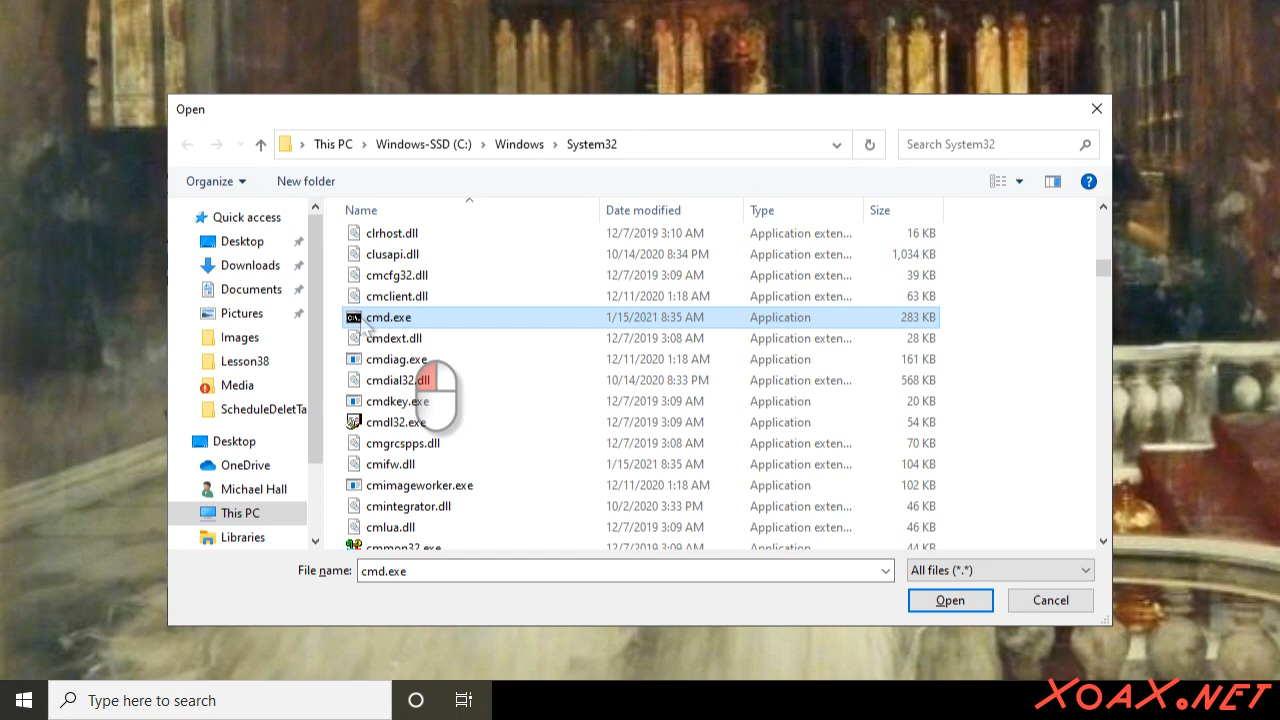 Open
This PC > Windows-SSD (C:) > Windows > System32
Search System32
Organize
New folder
Name Date modified Type Size
Quick access
Desktop
Downloads
Documents
Pictures
Images
Lesson38
Media
ScheduleDeletTa
Desktop
OneDrive
Michael Hall
This PC
Libraries
clrhost.dll 12/7/2019 3:10 AM Application exten... 16 KB
clusapi.dll 10/14/2020 8:34 PM Application exten... 1,034 KB
cmcfg32.dll 12/7/2019 3:09 AM Application exten... 39 KB
cmclient.dll 12/11/2020 1:18 AM Application exten... 63 KB
cmd.exe 1/15/2021 8:35 AM Application 283 KB
cmdext.dll 12/7/2019 3:08 AM Application exten... 28 KB
cmdiag.exe 12/11/2020 1:18 AM Application 161 KB
cmdial32.dll 10/14/2020 8:33 PM Application exten... 568 KB
cmdkey.exe 12/7/2019 3:09 AM Application 20 KB
cmdl32.exe 12/7/2019 3:09 AM Application 54 KB
cmgrcspps.dll 12/7/2019 3:08 AM Application exten... 70 KB
cmifw.dll 1/15/2021 8:35 AM Application exten... 104 KB
cmimageworker.exe 12/11/2020 1:18 AM Application 102 KB
cmintegrator.dll 10/2/2020 3:33 PM Application exten... 46 KB
cmlua.dll 12/7/2019 3:09 AM Application exten... 46 KB
cmmon32.exe 12/7/2019 3:09 AM Application 44 KB
File name: cmd.exe
All files (*.*)
Open
Cancel
Type here to search
XOAX.NET